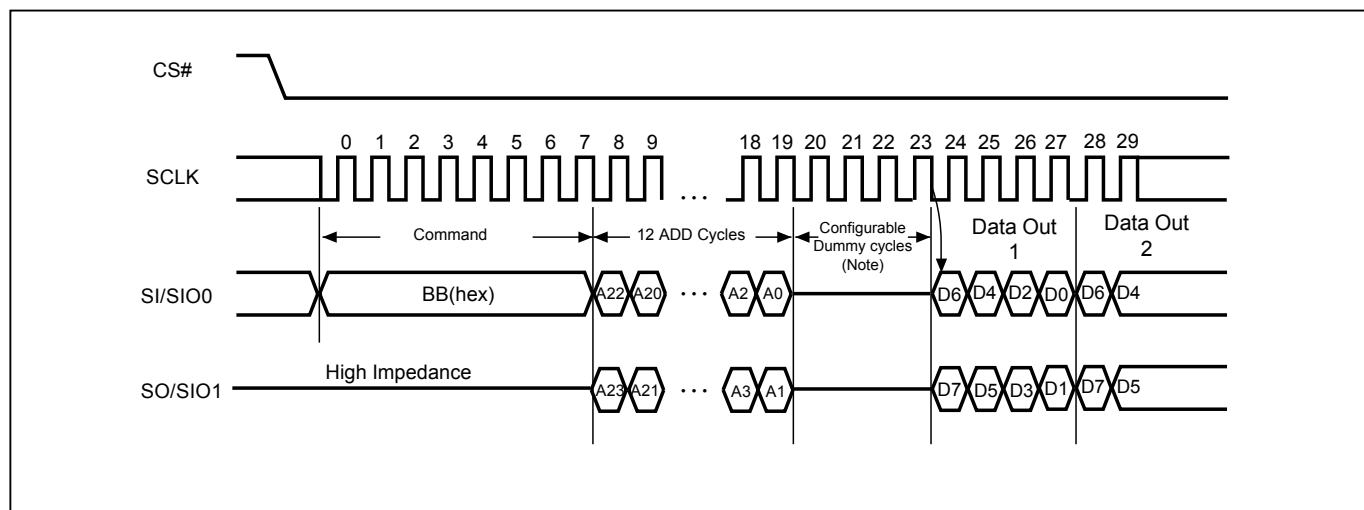 CS#
0 1 2 3 4 5 6 7 8 9 18 19 20 21 22 23 24 25 26 27 28 29
SCLK
...
Command
12 ADD Cycles
Configurable
Dummy cycles
(Note)
Data Out
1
Data Out
2
SI/SIO0
BB(hex)
A22 A20 ... A2 A0
D6 D4 D2 D0 D6 D4
High Impedance
SO/SIO1
A23 A21 ... A3 A1
D7 D5 D3 D1 D7 D5